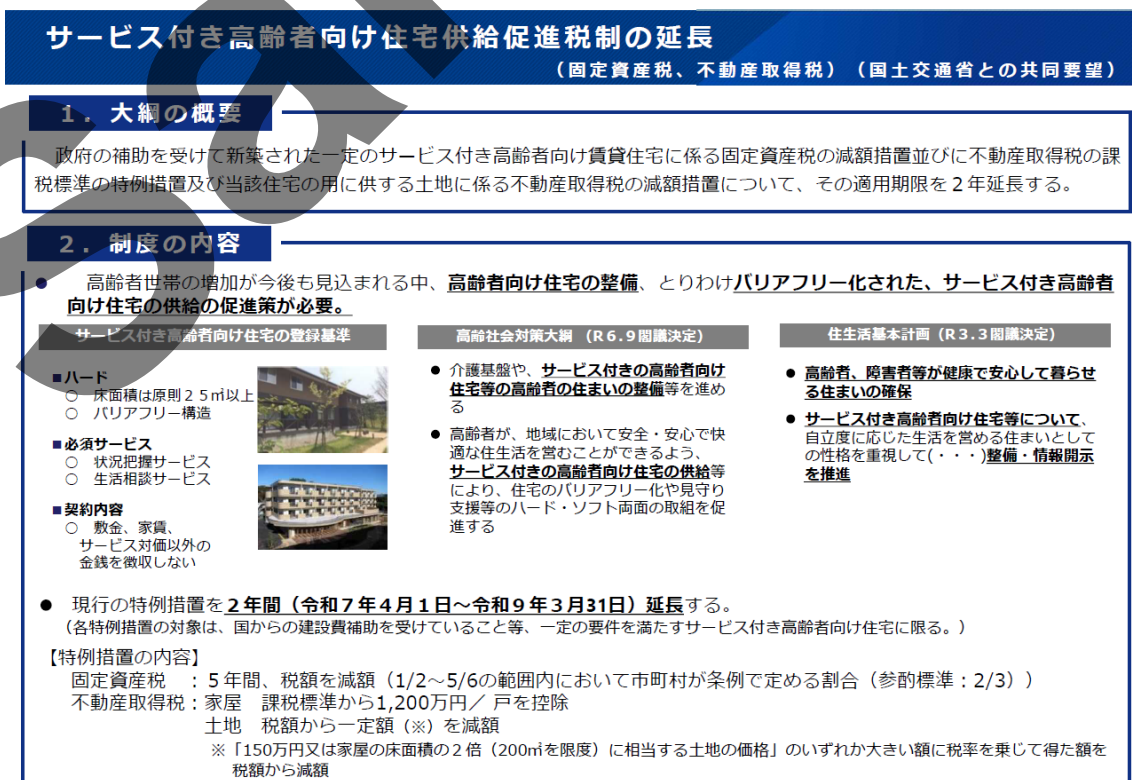 サービス付き高齢者向け住宅供給促進税制の延長
（固定資産税、不動産取得税）（国土交通省との共同要望）
１．大綱の概要
政府の補助を受けて新築された一定のサービス付き高齢者向け賃貸住宅に係る固定資産税の減額措置並びに不動産取得税の課
税標準の特例措置及び当該住宅の用に供する土地に係る不動産取得税の減額措置について、その適用期限を２年延長する。
２．制度の内容
● 高齢者世帯の増加が今後も見込まれる中、高齢者向け住宅の整備、とりわけバリアフリー化された、サービス付き高齢者
向け住宅の供給の促進策が必要。
サービス付き高齢者向け住宅の登録基準
■ハード
○ 床面積は原則２５㎡以上
○ バリアフリー構造
■必須サービス
○ 状況把握サービス
○ 生活相談サービス
■契約内容
○ 敷金、家賃、
サービス対価以外の
金銭を徴収しない
高齢社会対策大綱（R６.９閣議決定）
● 介護基盤や、サービス付きの高齢者向け
住宅等の高齢者の住まいの整備等を進め
る
● 高齢者が、地域において安全・安心で快
適な住生活を営むことができるよう、
サービス付きの高齢者向け住宅の供給等
により、住宅のバリアフリー化や見守り
支援等のハード・ソフト両面の取組を促
進する
住生活基本計画（R３.３閣議決定）
● 高齢者、障害者等が健康で安心して暮らせ
る住まいの確保
● サービス付き高齢者向け住宅等について、
自立度に応じた生活を営める住まいとして
の性格を重視して(・・・)整備・情報開示
を推進
● 現行の特例措置を２年間（令和７年４月１日～令和９年３月31日）延長する。
（各特例措置の対象は、国からの建設費補助を受けていること等、一定の要件を満たすサービス付き高齢者向け住宅に限る。）
【特例措置の内容】
固定資産税 ：５年間、税額を減額（1/2～5/6の範囲内において市町村が条例で定める割合（参酌標準：2/3））
不動産取得税：家屋 課税標準から1,200万円／戸を控除
土地 税額から一定額（※）を減額
※「150万円又は家屋の床面積の２倍（200㎡を限度）に相当する土地の価格」のいずれか大きい額に税率を乗じて得た額を
税額から減額